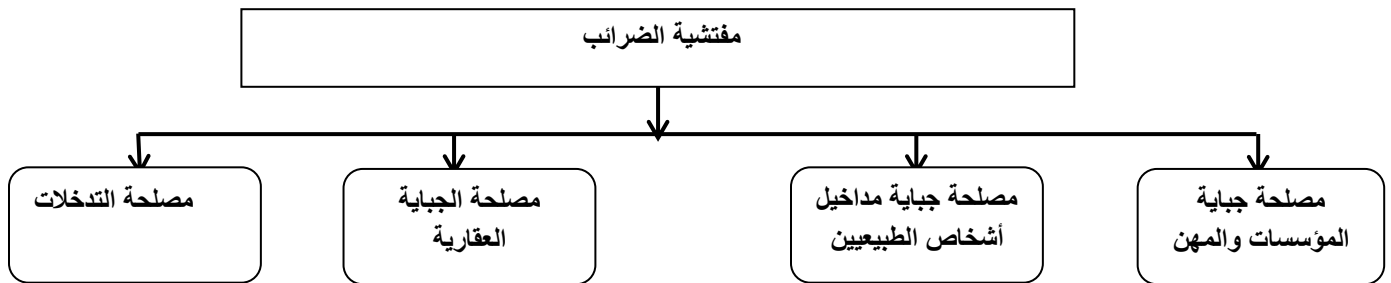 مفتشية الضرائب
مصلحة جباية
المؤسسات والمهن
مصلحة جباية مداخيل
أشخاص الطبيعيين
مصلحة الجباية
العقارية
مصلحة التدخلات